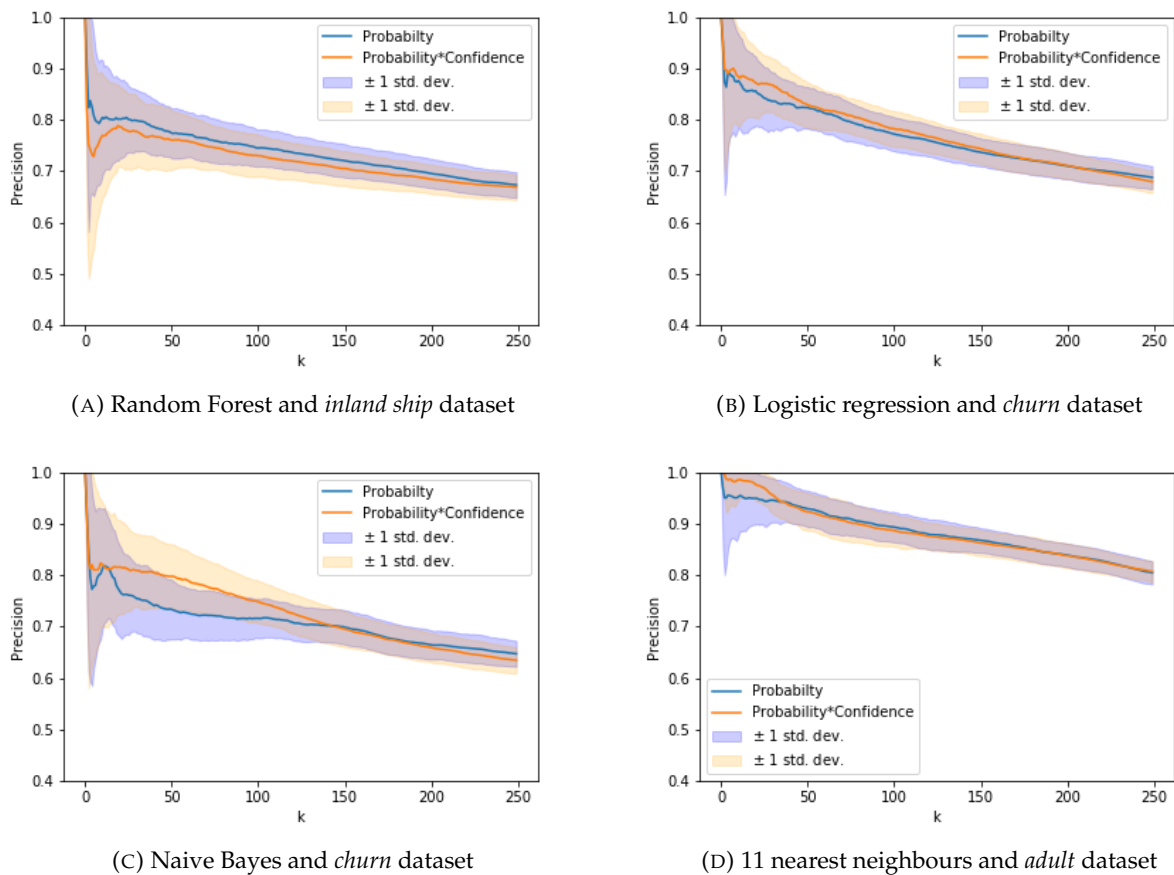 1.0
0.9
0.8
0.7
0.6
0.5
0.4
Precision
Probabilty
Probability*Confidence
± 1 std. dev.
± 1 std. dev.
0
50
100
150
200
250
k
(A) Random Forest and inland ship dataset
1.0
0.9
0.8
0.7
0.6
0.5
0.4
Precision
Probabilty
Probability*Confidence
± 1 std. dev.
± 1 std. dev.
0
50
100
150
200
250
k
(B) Logistic regression and churn dataset
1.0
0.9
0.8
0.7
0.6
0.5
0.4
Precision
Probabilty
Probability*Confidence
± 1 std. dev.
± 1 std. dev.
0
50
100
150
200
250
k
(C) Naive Bayes and churn dataset
1.0
0.9
0.8
0.7
0.6
0.5
0.4
Precision
Probabilty
Probability*Confidence
± 1 std. dev.
± 1 std. dev.
0
50
100
150
200
250
k
(D) 11 nearest neighbours and adult dataset